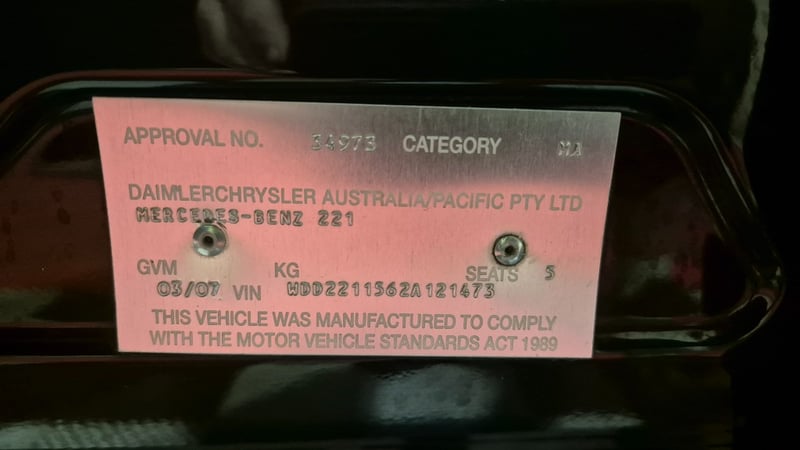 APPROVAL NO. 34973 CATEGORY MA
DAIMLERCHRYSLER AUSTRALIA/PACIFIC PTY LTD
MERCEDES-BENZ 221
GVM KG SEATS 5
03/07 VIN WDD2211562A121473
THIS VEHICLE WAS MANUFACTURED TO COMPLY
WITH THE MOTOR VEHICLE STANDARDS ACT 1989